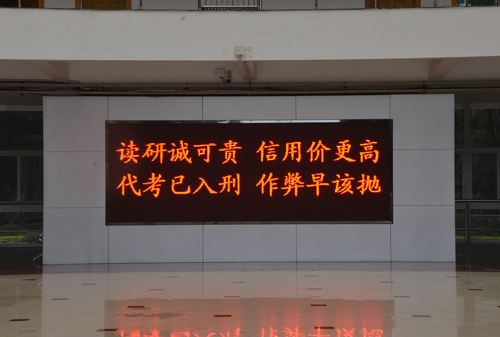 读研诚可贵 信用价更高
代考已入刑 作弊早该抛